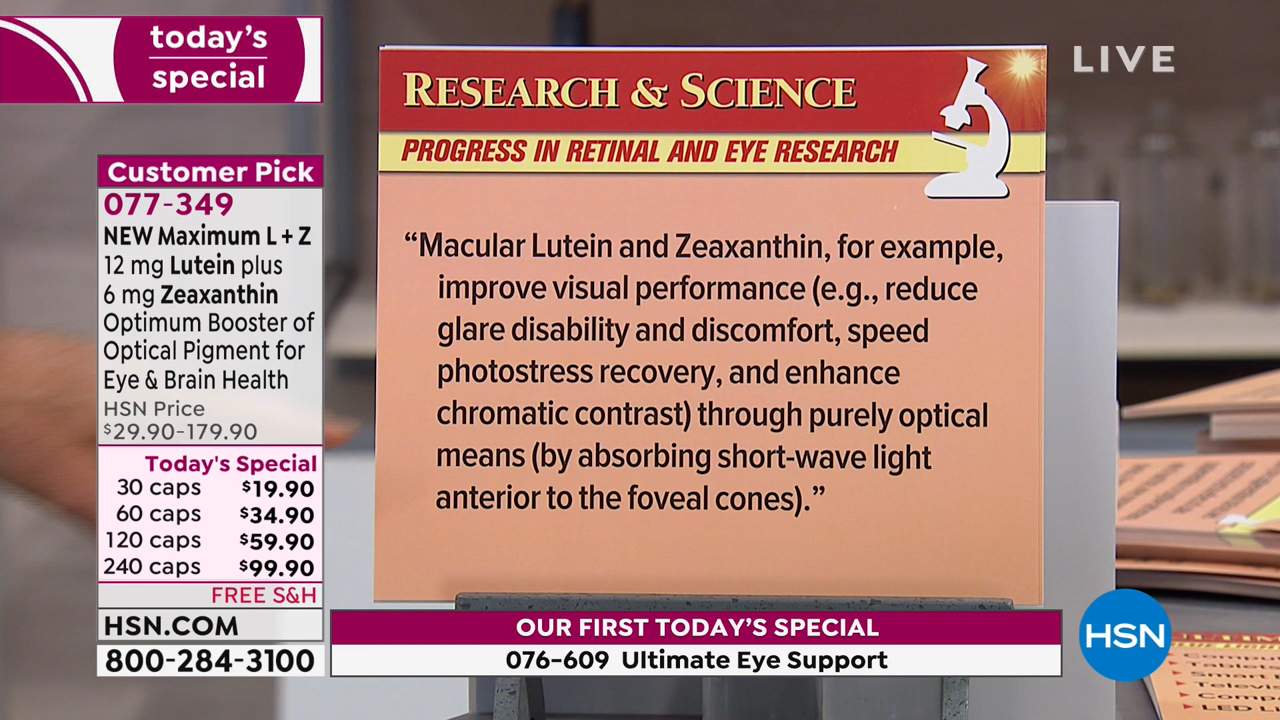 today's
special
LIVE
RESEARCH & SCIENCE
PROGRESS IN RETINAL AND EYE RESEARCH
“Macular Lutein and Zeaxanthin, for example,
improve visual performance (e.g., reduce
glare disability and discomfort, speed
photostress recovery, and enhance
chromatic contrast) through purely optical
means (by absorbing short-wave light
anterior to the foveal cones).”
Customer Pick
077-349
NEW Maximum L + Z
12 mg Lutein plus
6 mg Zeaxanthin
Optimum Booster of
Optical Pigment for
Eye & Brain Health
HSN Price
$29.90-179.90
Today's Special
30 caps $19.90
60 caps $34.90
120 caps $59.90
240 caps $99.90
FREE S&H
HSN.COM
800-284-3100
OUR FIRST TODAY'S SPECIAL
076-609 Ultimate Eye Support
HSN